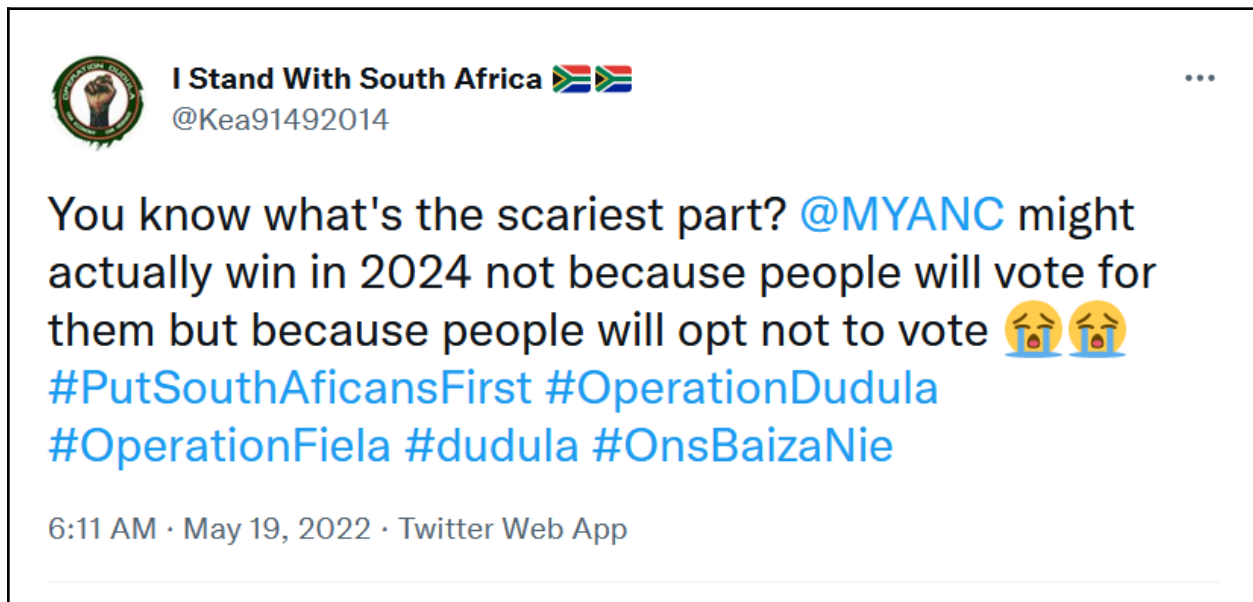 I Stand With South Africa 🇿🇦🇿🇦
@Kea91492014
OPERATION DUDULA
You know what's the scariest part? @MYANC might
actually win in 2024 not because people will vote for
them but because people will opt not to vote 😭😭
#PutSouthAficansFirst #OperationDudula
#OperationFiela #dudula #OnsBaizaNie
6:11 AM · May 19, 2022 · Twitter Web App